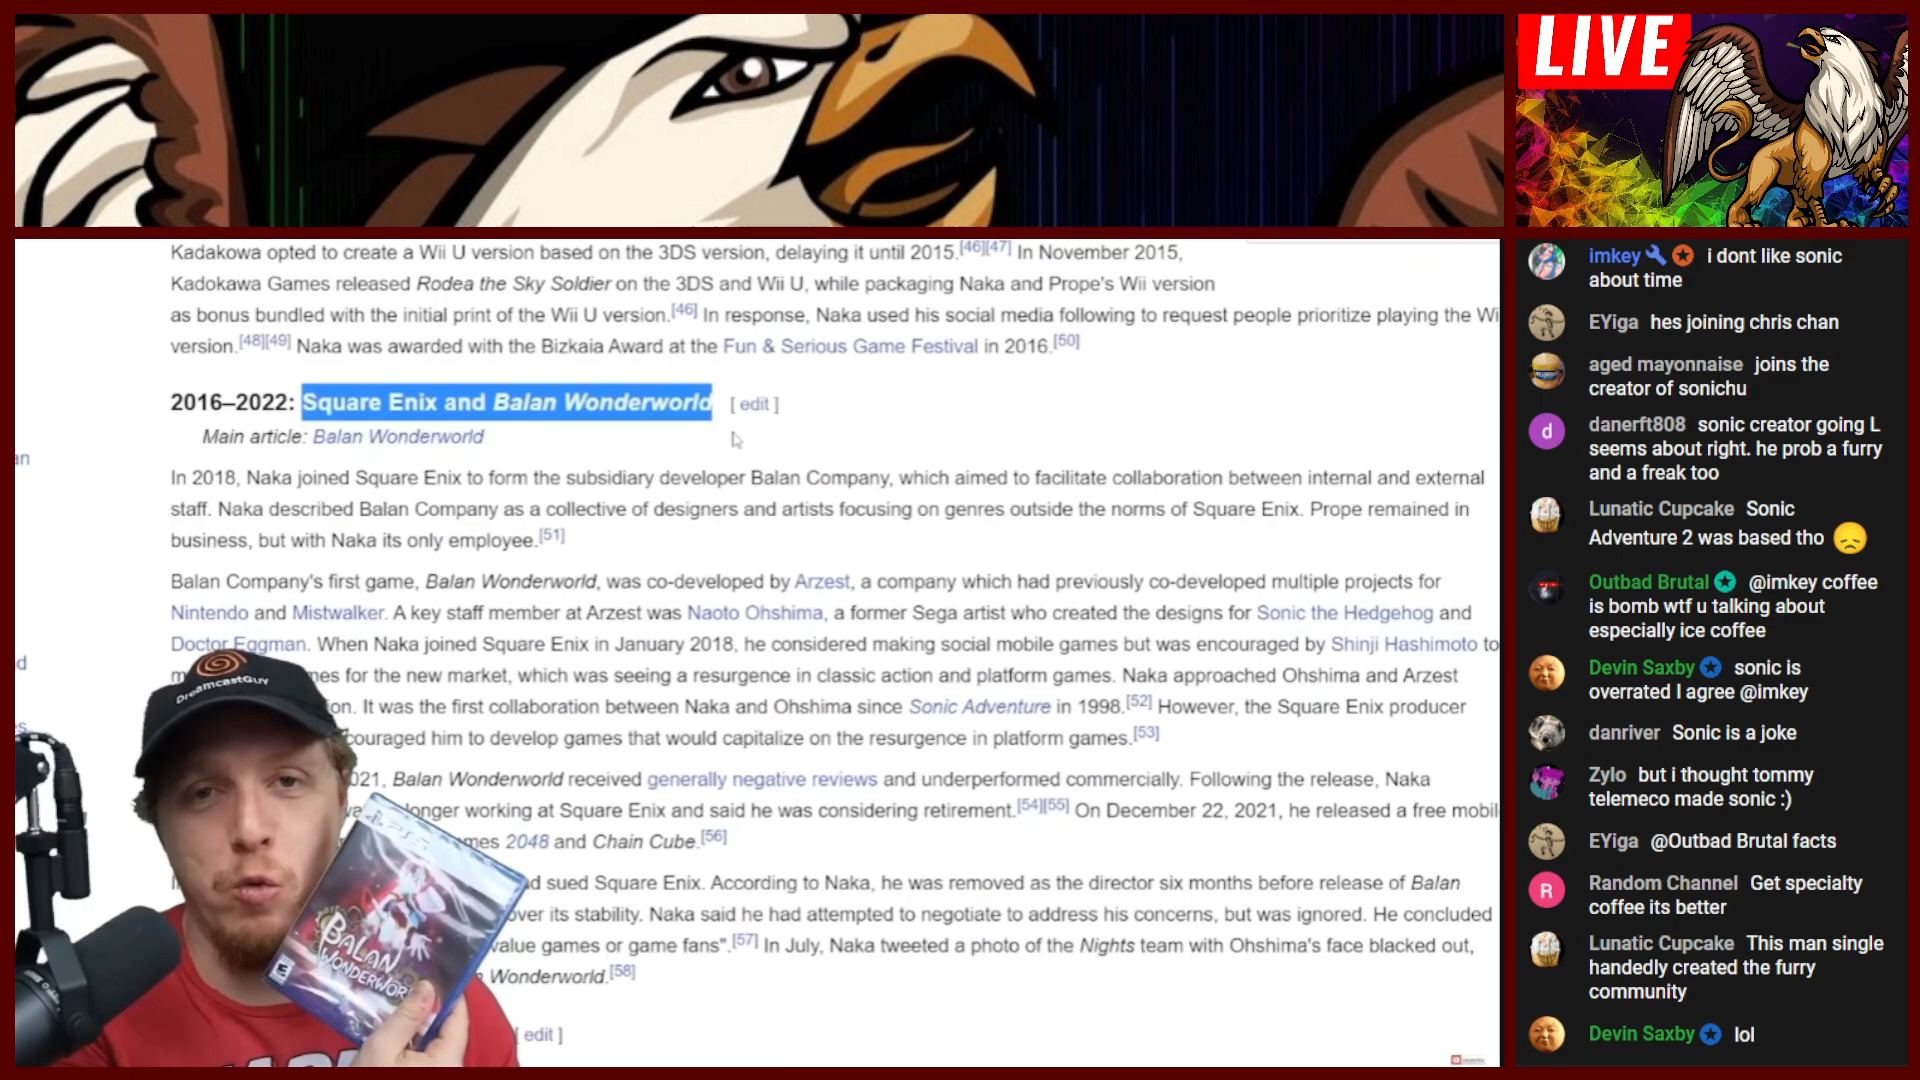 LIVE
Kadakowa opted to create a Wii U version based on the 3DS version, delaying it until 2015.[46][47] In November 2015,
Kadokawa Games released Rodea the Sky Soldier on the 3DS and Wii U, while packaging Naka and Prope's Wii version
as bonus bundled with the initial print of the Wii U version.[46] In response, Naka used his social media following to request people prioritize playing the Wi
version.[48][49] Naka was awarded with the Bizkaia Award at the Fun & Serious Game Festival in 2016.[50]
2016–2022: Square Enix and Balan Wonderworld [ edit ]
Main article: Balan Wonderworld
an
In 2018, Naka joined Square Enix to form the subsidiary developer Balan Company, which aimed to facilitate collaboration between internal and external
staff. Naka described Balan Company as a collective of designers and artists focusing on genres outside the norms of Square Enix. Prope remained in
business, but with Naka its only employee.[51]
Balan Company's first game, Balan Wonderworld, was co-developed by Arzest, a company which had previously co-developed multiple projects for
Nintendo and Mistwalker. A key staff member at Arzest was Naoto Ohshima, a former Sega artist who created the designs for Sonic the Hedgehog and
Doctor Eggman. When Naka joined Square Enix in January 2018, he considered making social mobile games but was encouraged by Shinji Hashimoto to
d
mes for the new market, which was seeing a resurgence in classic action and platform games. Naka approached Ohshima and Arzest
on. It was the first collaboration between Naka and Ohshima since Sonic Adventure in 1998.[52] However, the Square Enix producer
couraged him to develop games that would capitalize on the resurgence in platform games.[53]
021, Balan Wonderworld received generally negative reviews and underperformed commercially. Following the release, Naka
onger working at Square Enix and said he was considering retirement.[54][55] On December 22, 2021, he released a free mobil
mes 2048 and Chain Cube.[56]
d sued Square Enix. According to Naka, he was removed as the director six months before release of Balan
over its stability. Naka said he had attempted to negotiate to address his concerns, but was ignored. He concluded
value games or game fans".[57] In July, Naka tweeted a photo of the Nights team with Ohshima's face blacked out,
Wonderworld.[58]
[ edit ]
DreamcastGuy
PS5
BALAN
WONDERWOR
imkey i dont like sonic
about time
EYiga hes joining chris chan
aged mayonnaise joins the
creator of sonichu
d
danerft808 sonic creator going L
seems about right. he prob a furry
and a freak too
Lunatic Cupcake Sonic
Adventure 2 was based tho
Outbad Brutal @imkey coffee
is bomb wtf u talking about
especially ice coffee
Devin Saxby sonic is
overrated I agree @imkey
danriver Sonic is a joke
Zylo but i thought tommy
telemeco made sonic :)
EYiga @Outbad Brutal facts
R
Random Channel Get specialty
coffee its better
Lunatic Cupcake This man single
handedly created the furry
community
Devin Saxby lol